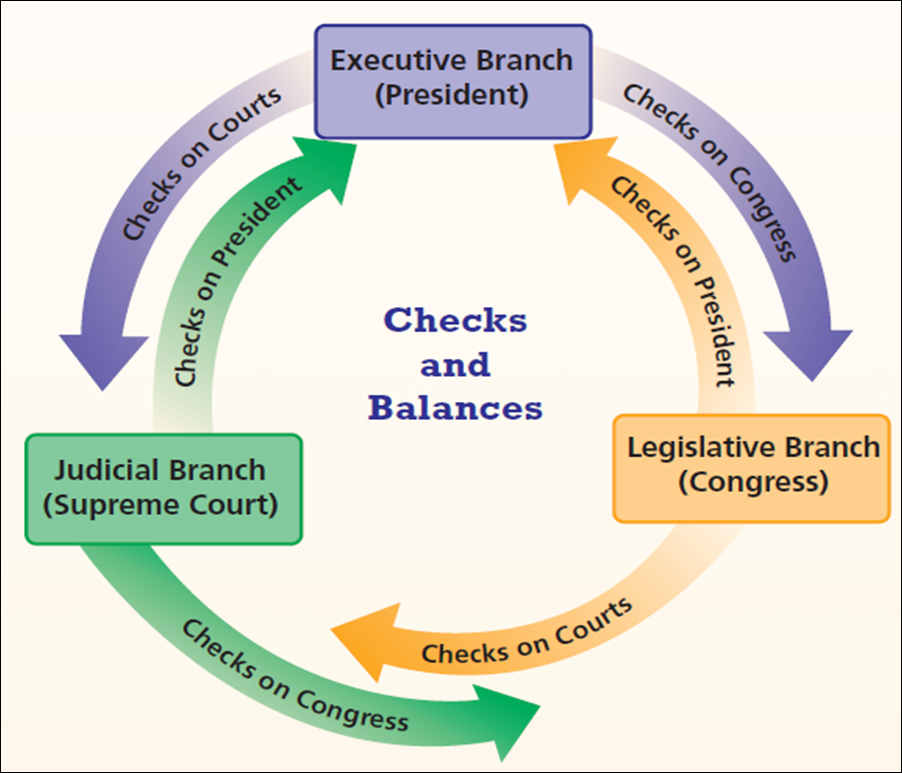 Executive Branch
(President)
Checks on Courts
Checks on President
Checks on President
Checks on Congress
Checks
and
Balances
Judicial Branch
(Supreme Court)
Legislative Branch
(Congress)
Checks on Courts
Checks on Congress